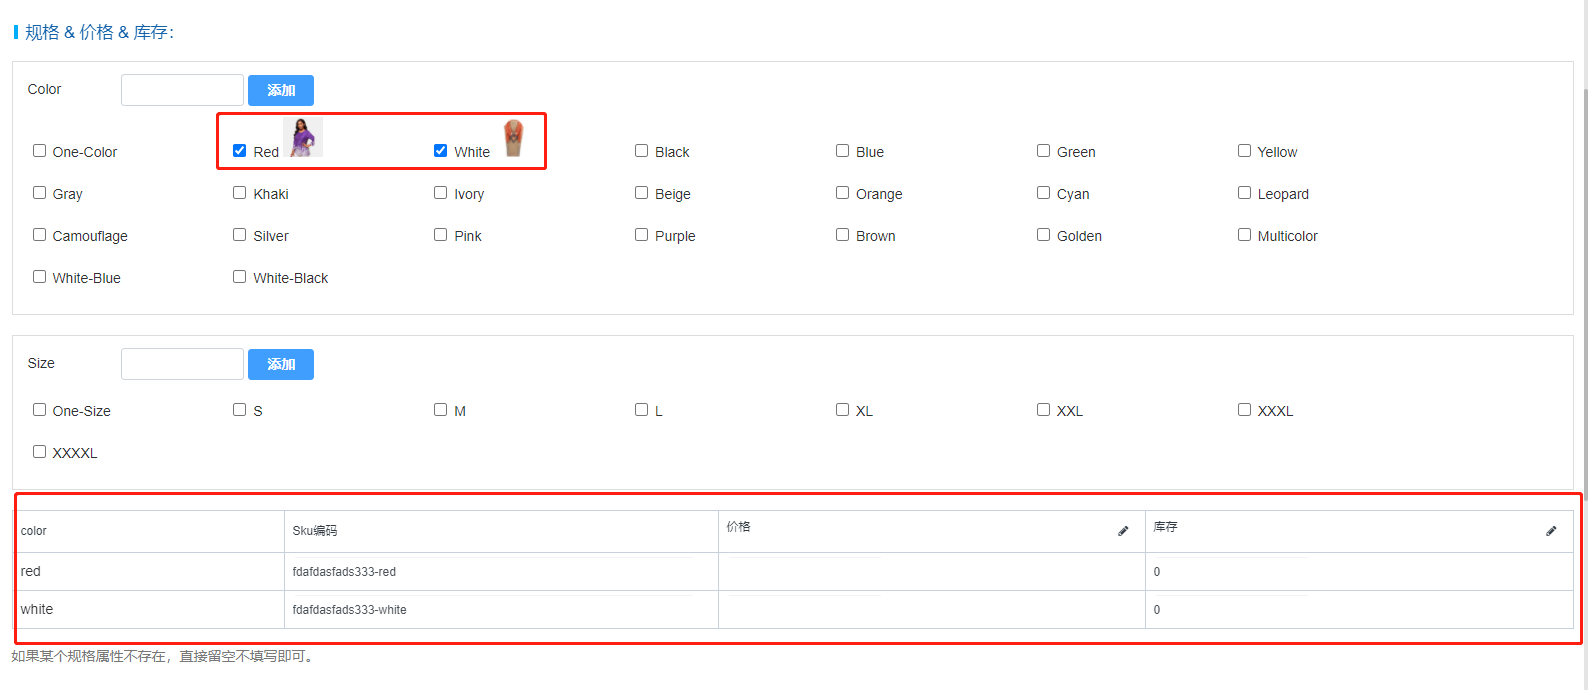 规格 & 价格 & 库存:
Color 添加
One-Color Red White Black Blue Green Yellow
Gray Khaki Ivory Beige Orange Cyan Leopard
Camouflage Silver Pink Purple Brown Golden Multicolor
White-Blue White-Black
Size 添加
One-Size S M L XL XXL XXXL
XXXXL
color Sku编码 价格 库存
red fdafdasfads333-red 0
white fdafdasfads333-white 0
如果某个规格属性不存在，直接留空不填写即可。